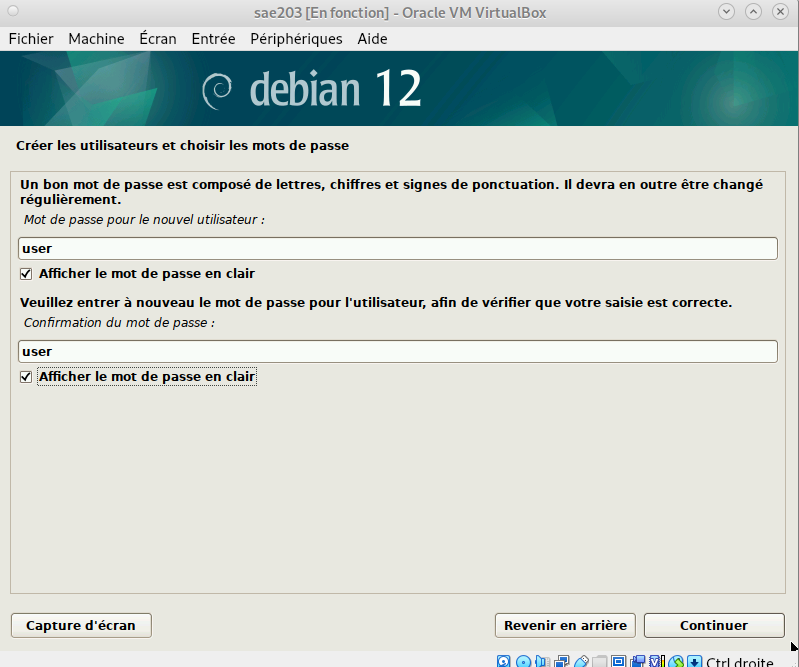 sae203 [En fonction] - Oracle VM VirtualBox
Fichier Machine Écran Entrée Périphériques Aide
debian 12
Créer les utilisateurs et choisir les mots de passe
Un bon mot de passe est composé de lettres, chiffres et signes de ponctuation. Il devra en outre être changé
régulièrement.
Mot de passe pour le nouvel utilisateur :
user
Afficher le mot de passe en clair
Veuillez entrer à nouveau le mot de passe pour l'utilisateur, afin de vérifier que votre saisie est correcte.
Confirmation du mot de passe :
user
Afficher le mot de passe en clair
Capture d'écran Revenir en arrière Continuer
Ctrl droite